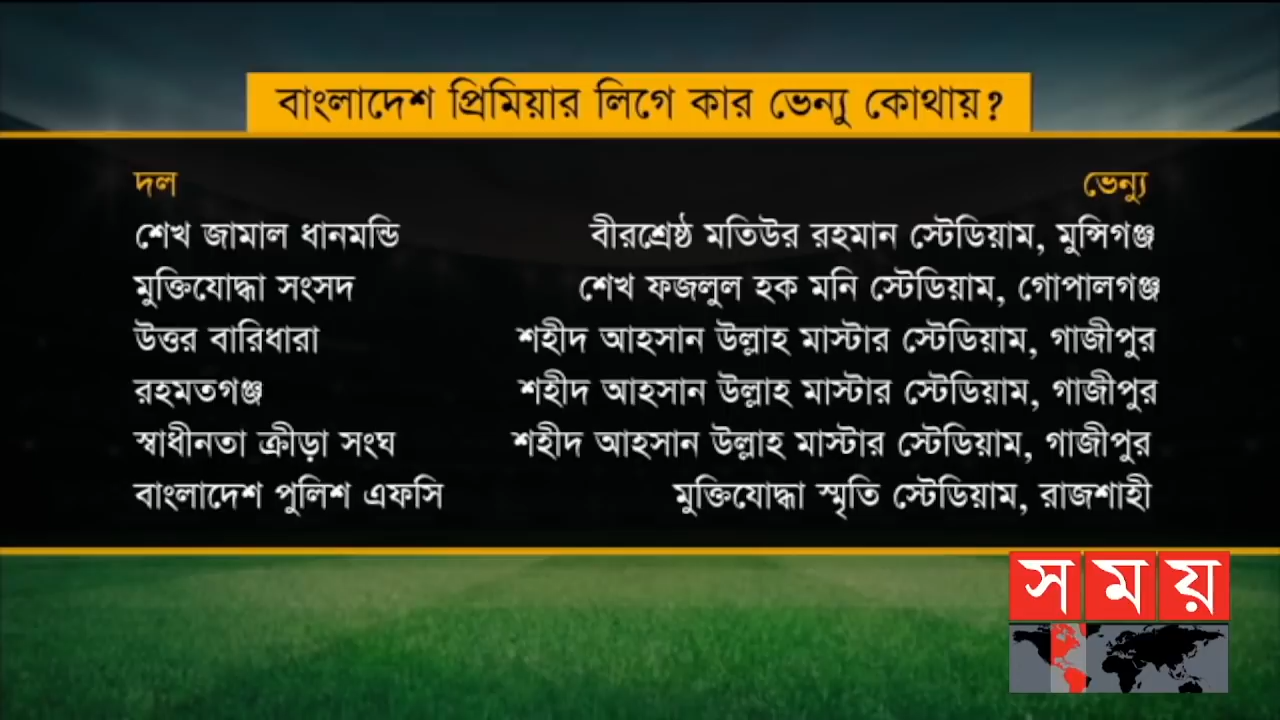 বাংলাদেশ প্রিমিয়ার লিগে কার ভেন্যু কোথায়?
দল ভেন্যু
শেখ জামাল ধানমন্ডি বীরশ্রেষ্ঠ মতিউর রহমান স্টেডিয়াম, মুন্সিগঞ্জ
মুক্তিযোদ্ধা সংসদ শেখ ফজলুল হক মনি স্টেডিয়াম, গোপালগঞ্জ
উত্তর বারিধারা শহীদ আহসান উল্লাহ মাস্টার স্টেডিয়াম, গাজীপুর
রহমতগঞ্জ শহীদ আহসান উল্লাহ মাস্টার স্টেডিয়াম, গাজীপুর
স্বাধীনতা ক্রীড়া সংঘ শহীদ আহসান উল্লাহ মাস্টার স্টেডিয়াম, গাজীপুর
বাংলাদেশ পুলিশ এফসি মুক্তিযোদ্ধা স্মৃতি স্টেডিয়াম, রাজশাহী
সময়